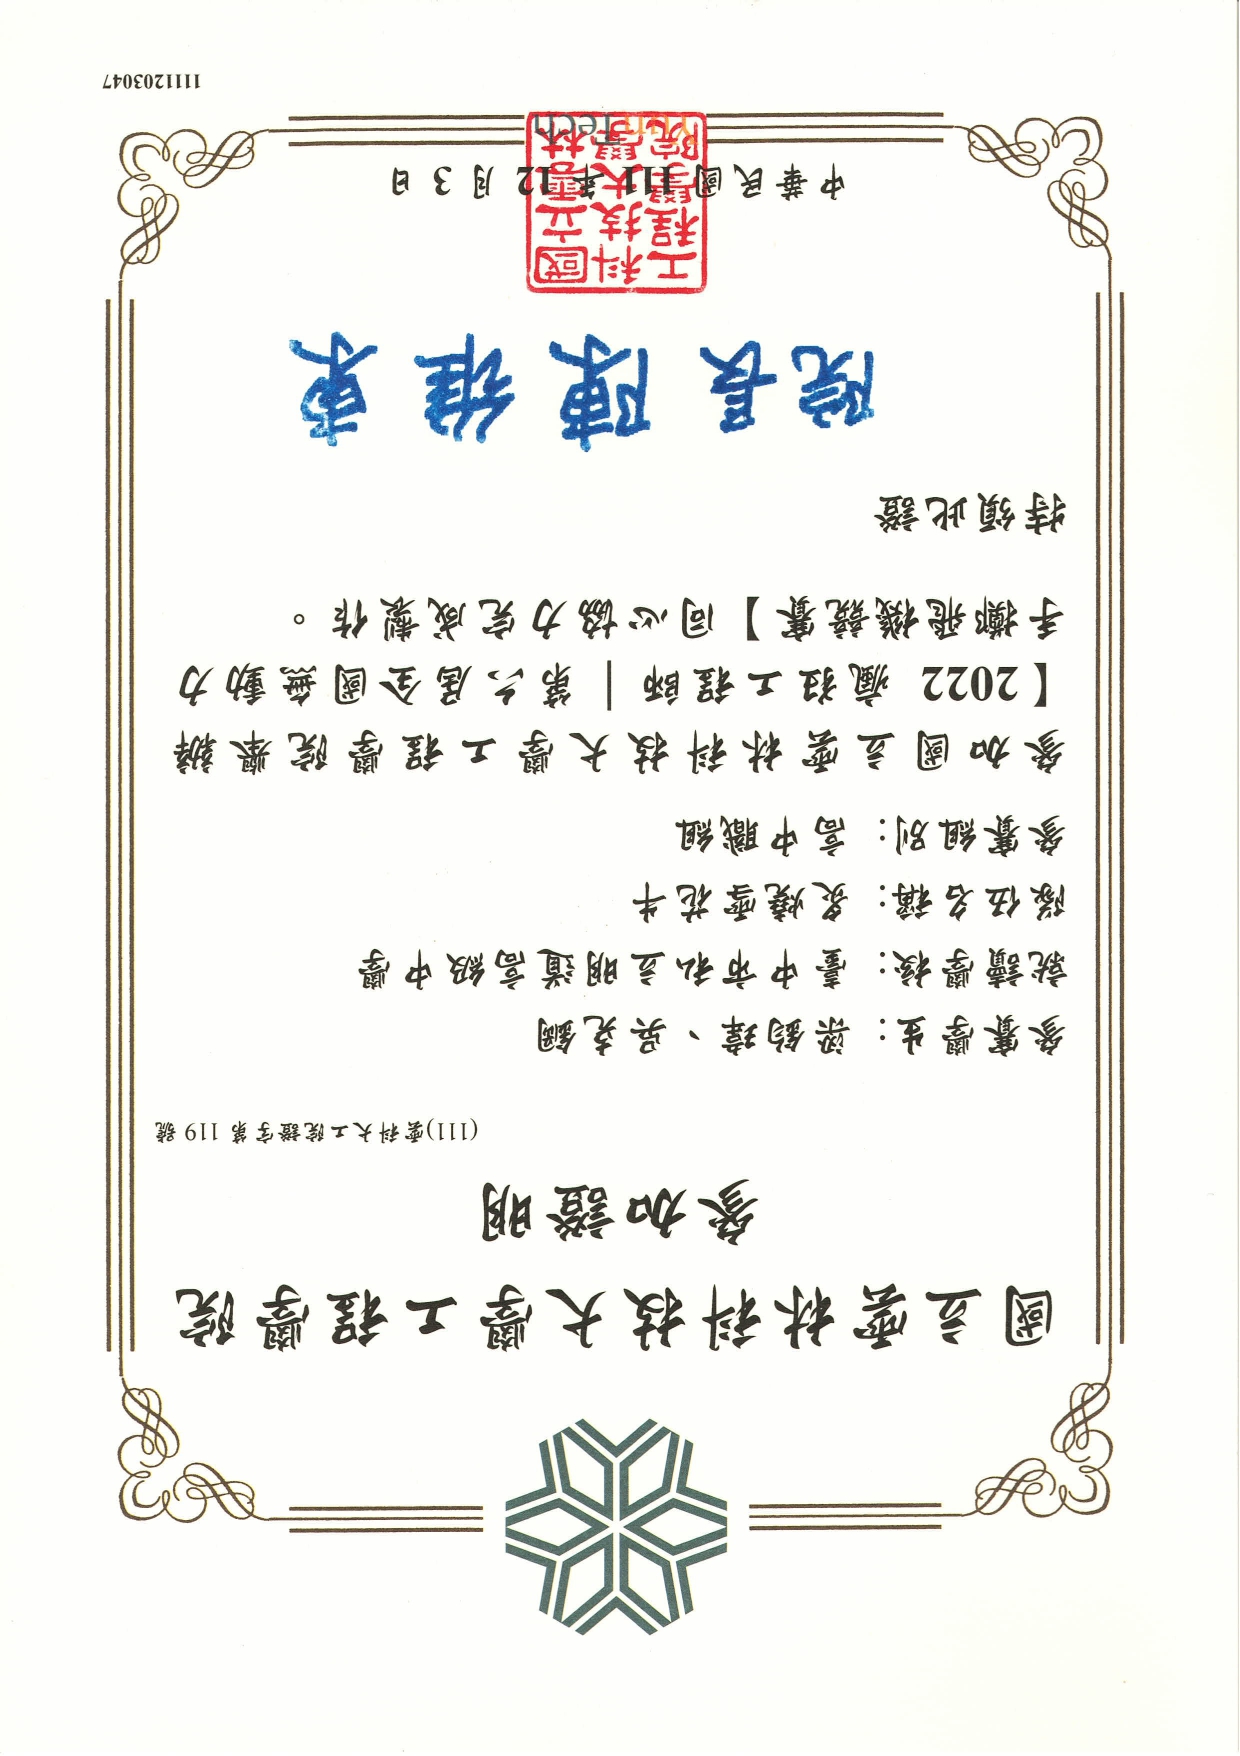 國立雲林科技大學工程學院
參加證明
(111)雲科大工院證字第 119 號
參賽學生: 梁鈞瑋、吳克鋼
就讀學校: 臺中市私立明道高級中學
隊伍名稱: 炙燒雪花牛
參賽組別: 高中職組
參加國立雲林科技大學工程學院舉辦
【2022 瘋狂工程師│第六屆全國無動力
手擲飛機競賽】同心協力完成製作。
特頒此證
院長 陳維東
國立雲林科技大學工程學院
中華民國 111 年 12 月 3 日
YunTech
1111203047